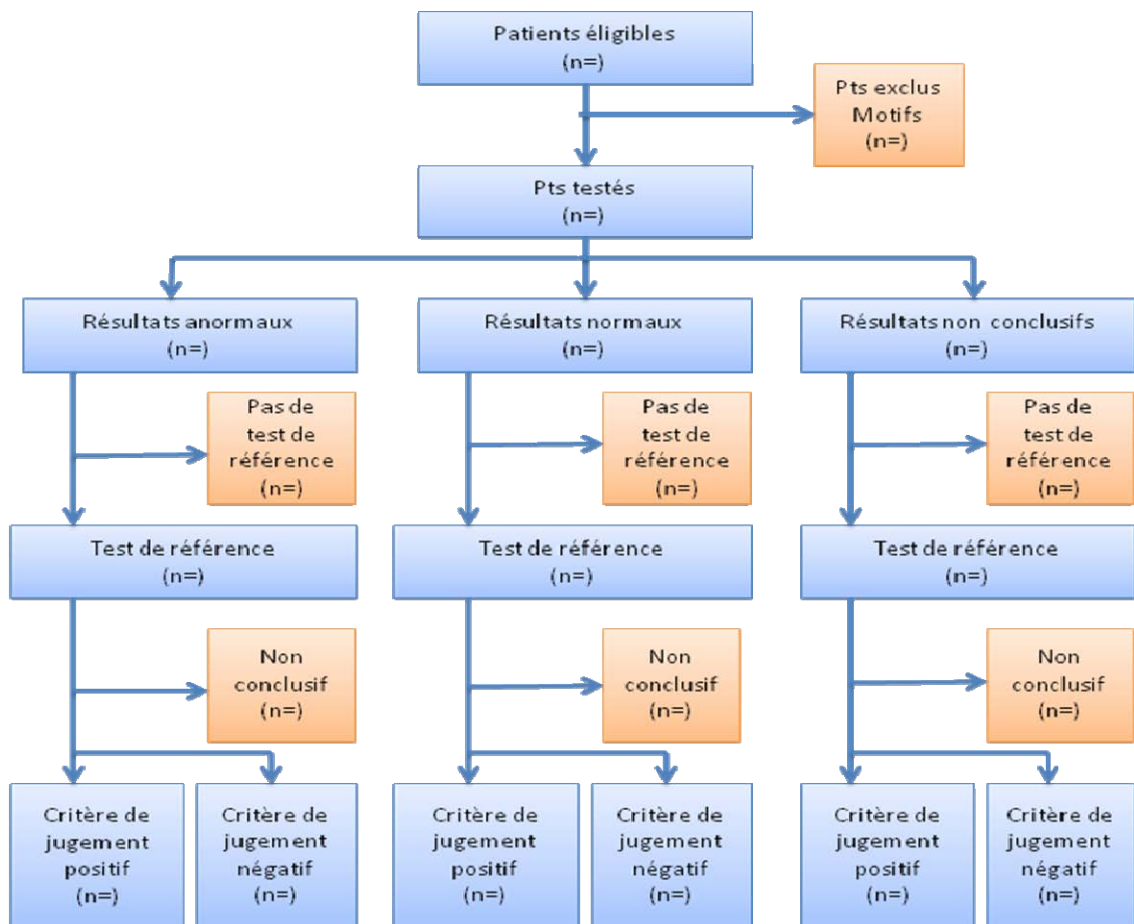 Patients éligibles
(n=)
Pts exclus
Motifs
(n=)
Pts testés
(n=)
Résultats anormaux
(n=)
Résultats normaux
(n=)
Résultats non conclusifs
(n=)
Pas de
test de
référence
(n=)
Pas de
test de
référence
(n=)
Pas de
test de
référence
(n=)
Test de référence
(n=)
Test de référence
(n=)
Test de référence
(n=)
Non
conclusif
(n=)
Non
conclusif
(n=)
Non
conclusif
(n=)
Critère de
jugement
positif
(n=)
Critère de
jugement
négatif
(n=)
Critère de
jugement
positif
(n=)
Critère de
jugement
négatif
(n=)
Critère de
jugement
positif
(n=)
Critère de
jugement
négatif
(n=)